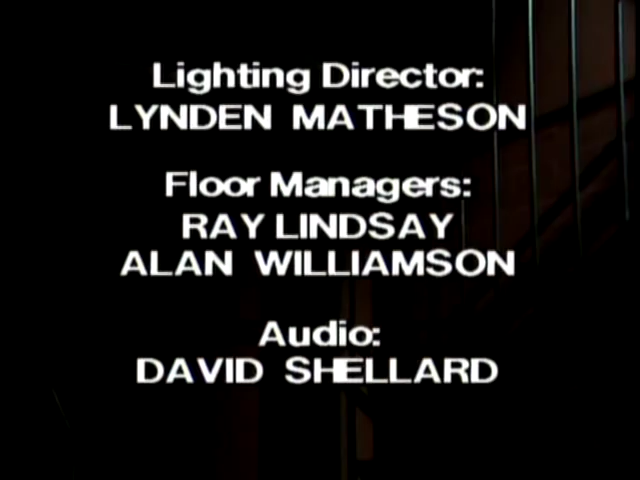 Lighting Director:
LYNDEN MATHESON
Floor Managers:
RAY LINDSAY
ALAN WILLIAMSON
Audio:
DAVID SHELLARD